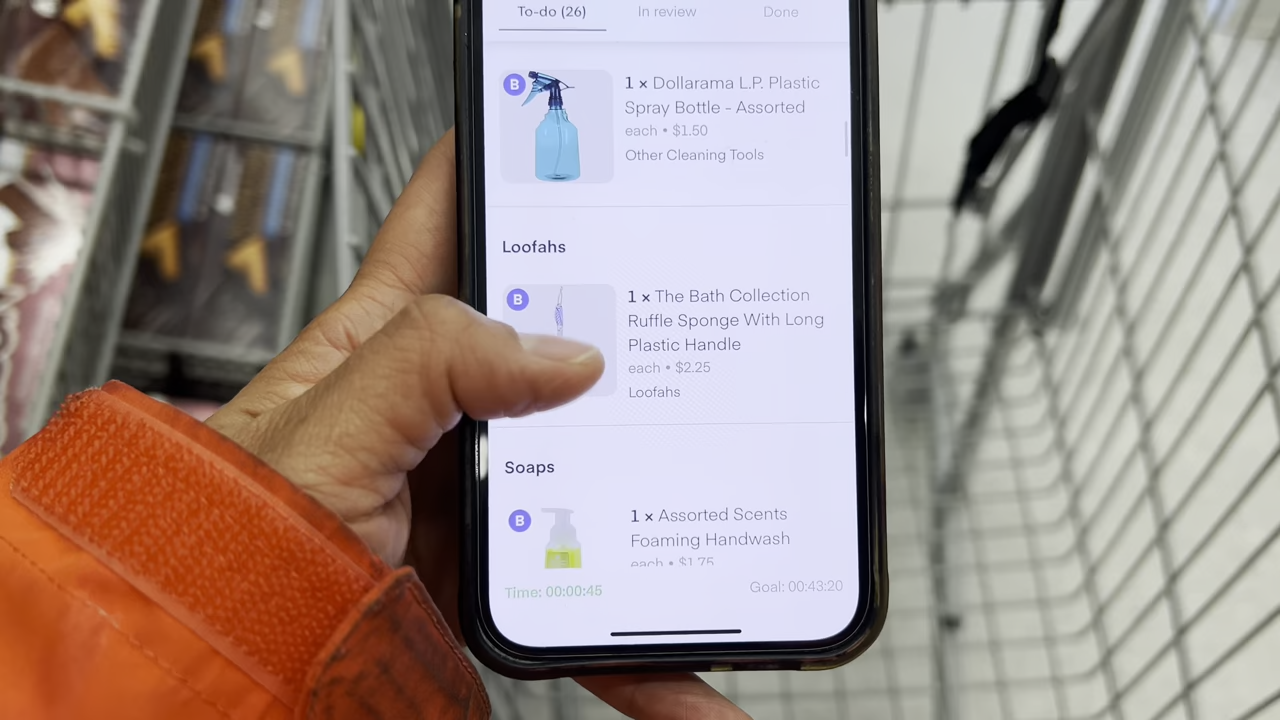 To-do (26)
In review
Done
B
1 × Dollarama L.P. Plastic
Spray Bottle - Assorted
each • $1.50
Other Cleaning Tools
Loofahs
B
1 × The Bath Collection
Ruffle Sponge With Long
Plastic Handle
each • $2.25
Loofahs
Soaps
B
1 × Assorted Scents
Foaming Handwash
each • $1.75
Time: 00:00:45
Goal: 00:43:20